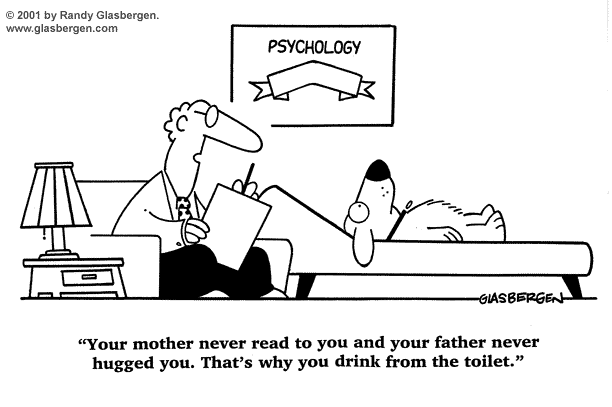 © 2001 by Randy Glasbergen.
www.glasbergen.com
PSYCHOLOGY
GLASBERGEN
“Your mother never read to you and your father never
hugged you. That’s why you drink from the toilet.”